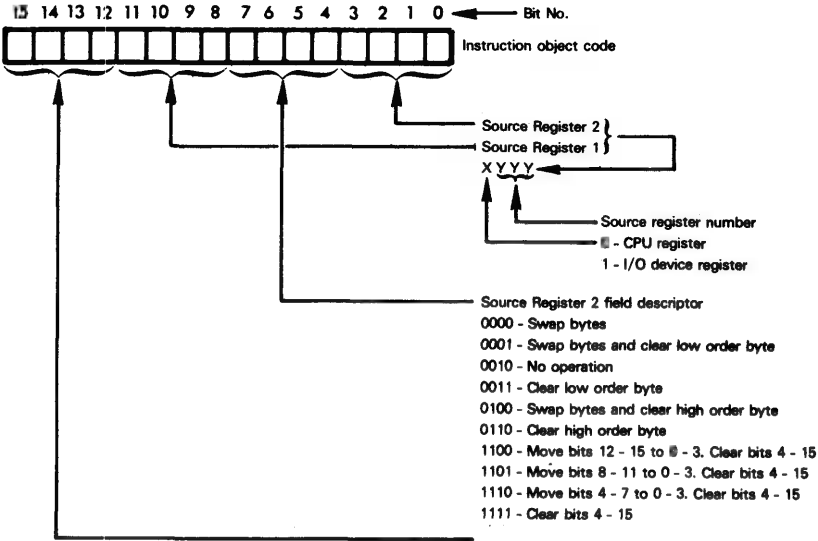 15 14 13 12 11 10 9 8 7 6 5 4 3 2 1 0 Bit No.
Instruction object code
Source Register 2
Source Register 1
X Y Y Y
Source register number
- CPU register
1 - I/O device register
Source Register 2 field descriptor
0000 - Swap bytes
0001 - Swap bytes and clear low order byte
0010 - No operation
0011 - Clear low order byte
0100 - Swap bytes and clear high order byte
0110 - Clear high order byte
1100 - Move bits 12 - 15 to - 3. Clear bits 4 - 15
1101 - Move bits 8 - 11 to 0 - 3. Clear bits 4 - 15
1110 - Move bits 4 - 7 to 0 - 3. Clear bits 4 - 15
1111 - Clear bits 4 - 15